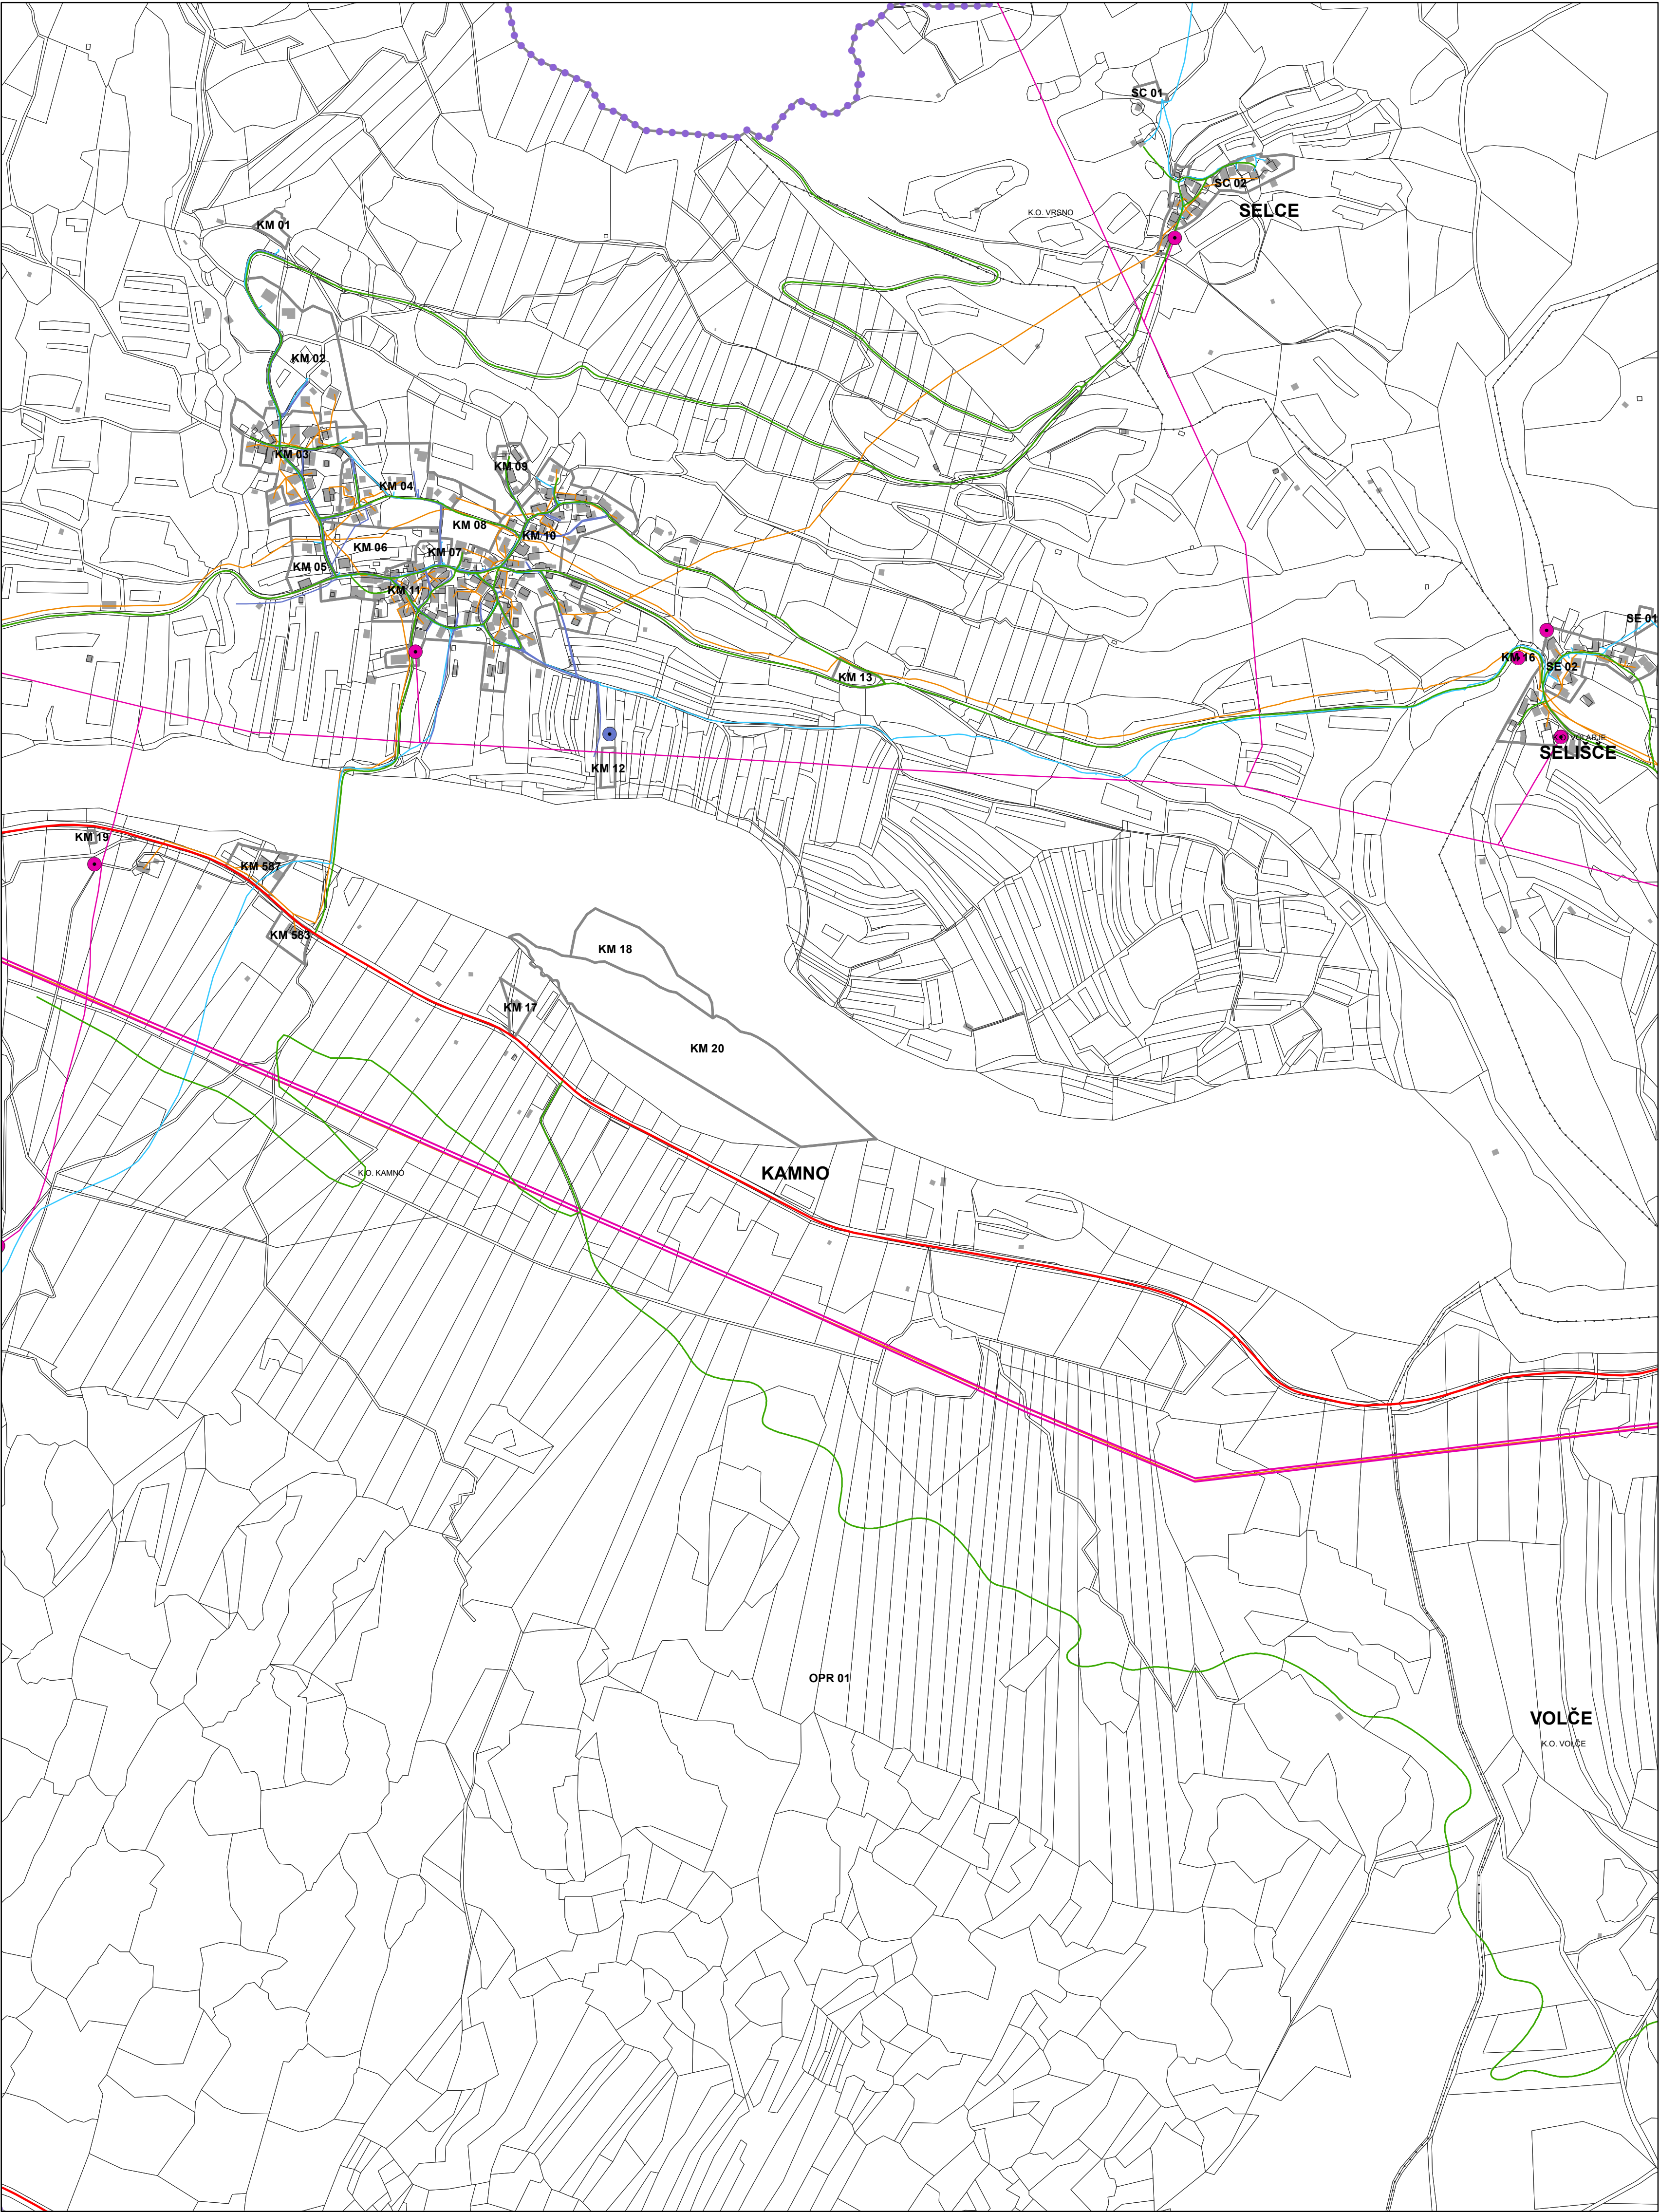 SC 01
SC 02
SELCE
K.O. VRSNO
KM 01
KM 02
KM 03
KM 09
KM 04
KM 08
KM 10
KM 06
KM 07
KM 05
KM 11
SE 01
KM 16
SE 02
KM 13
VOLARJE
SELIŠČE
KM 12
KM 19
KM 587
KM 583
KM 18
KM 17
KM 20
K.O. KAMNO
KAMNO
OPR 01
VOLČE
K.O. VOLČE